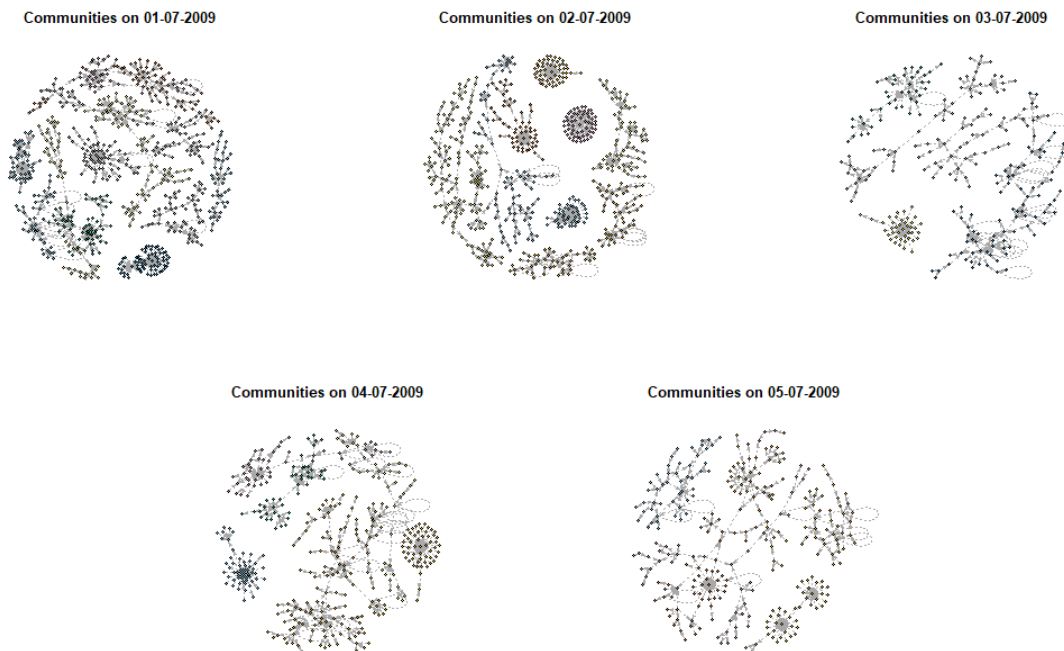 Communities on 01-07-2009
Communities on 02-07-2009
Communities on 03-07-2009
Communities on 04-07-2009
Communities on 05-07-2009